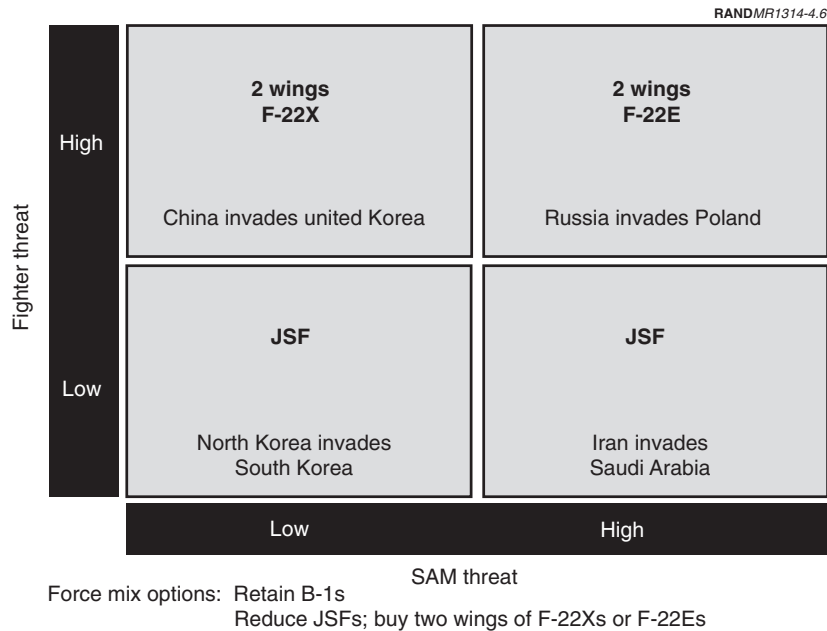 RANDMR1314-4.6
2 wings
F-22X
2 wings
F-22E
High
China invades united Korea
Russia invades Poland
Fighter threat
JSF
JSF
Low
North Korea invades
South Korea
Iran invades
Saudi Arabia
Low
High
SAM threat
Force mix options: Retain B-1s
Reduce JSFs; buy two wings of F-22Xs or F-22Es